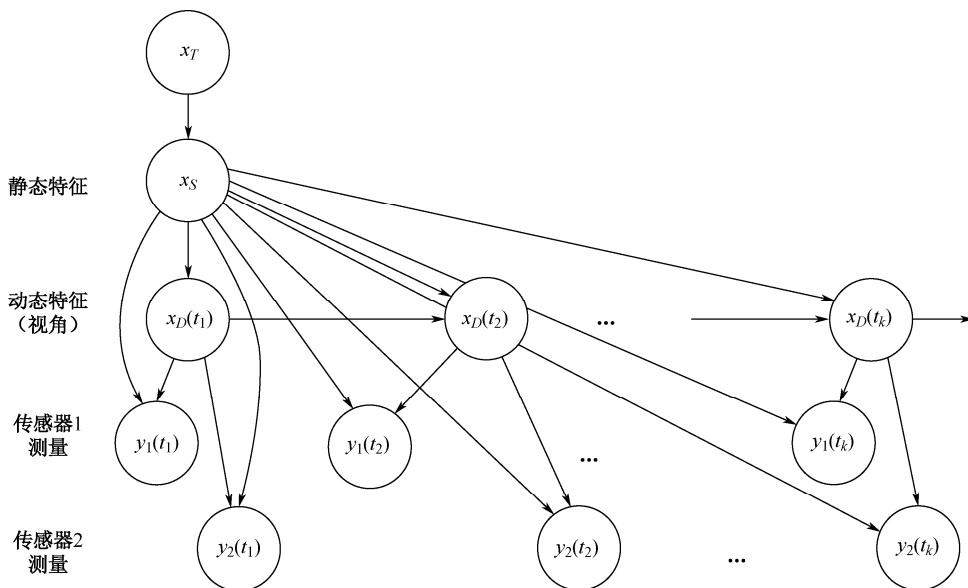 x_T
静态特征
x_S
动态特征
（视角）
x_D(t_1)
x_D(t_2)
...
x_D(t_k)
传感器1
测量
y_1(t_1)
y_1(t_2)
...
y_1(t_k)
传感器2
测量
y_2(t_1)
y_2(t_2)
...
y_2(t_k)